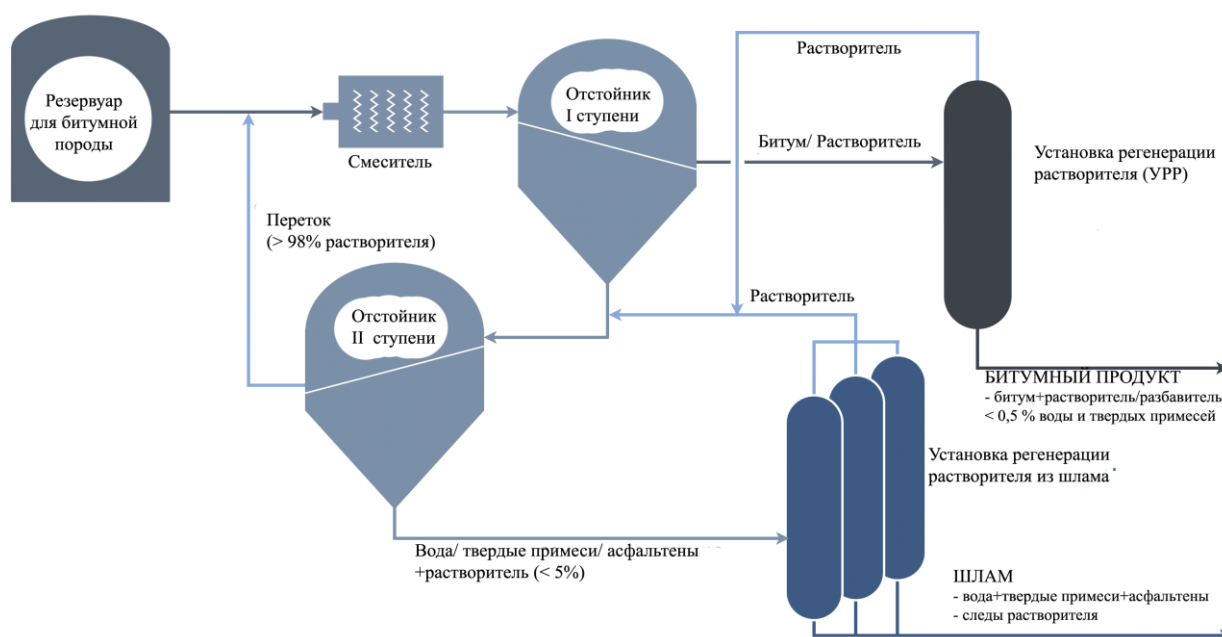 Резервуар
для битумной
породы
Смеситель
Отстойник
I ступени
Растворитель
Битум/ Растворитель
Установка регенерации
растворителя (УРР)
Переток
(> 98% растворителя)
Отстойник
II ступени
Растворитель
БИТУМНЫЙ ПРОДУКТ
- битум+растворитель/разбавитель
< 0,5 % воды и твердых примесей
Установка регенерации
растворителя из шлама
Вода/ твердые примеси/ асфальтены
+растворитель (< 5%)
ШЛАМ
- вода+твердые примеси+асфальтены
- следы растворителя